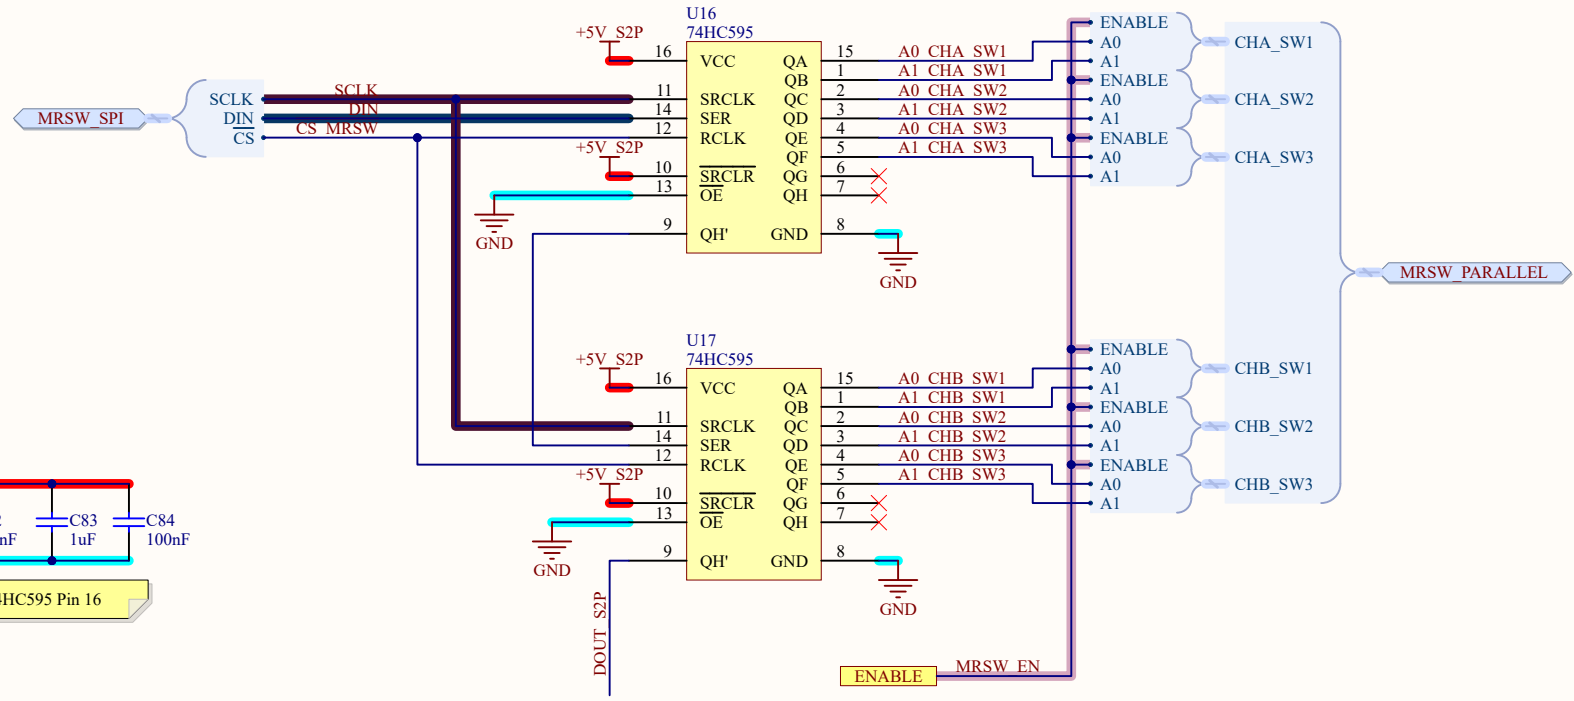 U16
74HC595
+5V_S2P
16 VCC
11 SRCLK
14 SER
12 RCLK
+5V_S2P
10 SRCLR
13 OE
9 QH'
QA 15 A0_CHA_SW1
QB 1 A1_CHA_SW1
QC 2 A0_CHA_SW2
QD 3 A1_CHA_SW2
QE 4 A0_CHA_SW3
QF 5 A1_CHA_SW3
QG 6
QH 7
GND 8
GND
GND
MRSW_SPI
SCLK SCLK
DIN DIN
CS CS_MRSW
ENABLE
A0
A1
ENABLE
A0
A1
ENABLE
A0
A1
CHA_SW1
CHA_SW2
CHA_SW3
MRSW_PARALLEL
U17
74HC595
+5V_S2P
16 VCC
11 SRCLK
14 SER
12 RCLK
+5V_S2P
10 SRCLR
13 OE
9 QH'
QA 15 A0_CHB_SW1
QB 1 A1_CHB_SW1
QC 2 A0_CHB_SW2
QD 3 A1_CHB_SW2
QE 4 A0_CHB_SW3
QF 5 A1_CHB_SW3
QG 6
QH 7
GND 8
GND
GND
ENABLE
A0
A1
ENABLE
A0
A1
ENABLE
A0
A1
CHB_SW1
CHB_SW2
CHB_SW3
C83
1uF
C84
100nF
nF
HC595 Pin 16
DOUT_S2P
ENABLE MRSW_EN